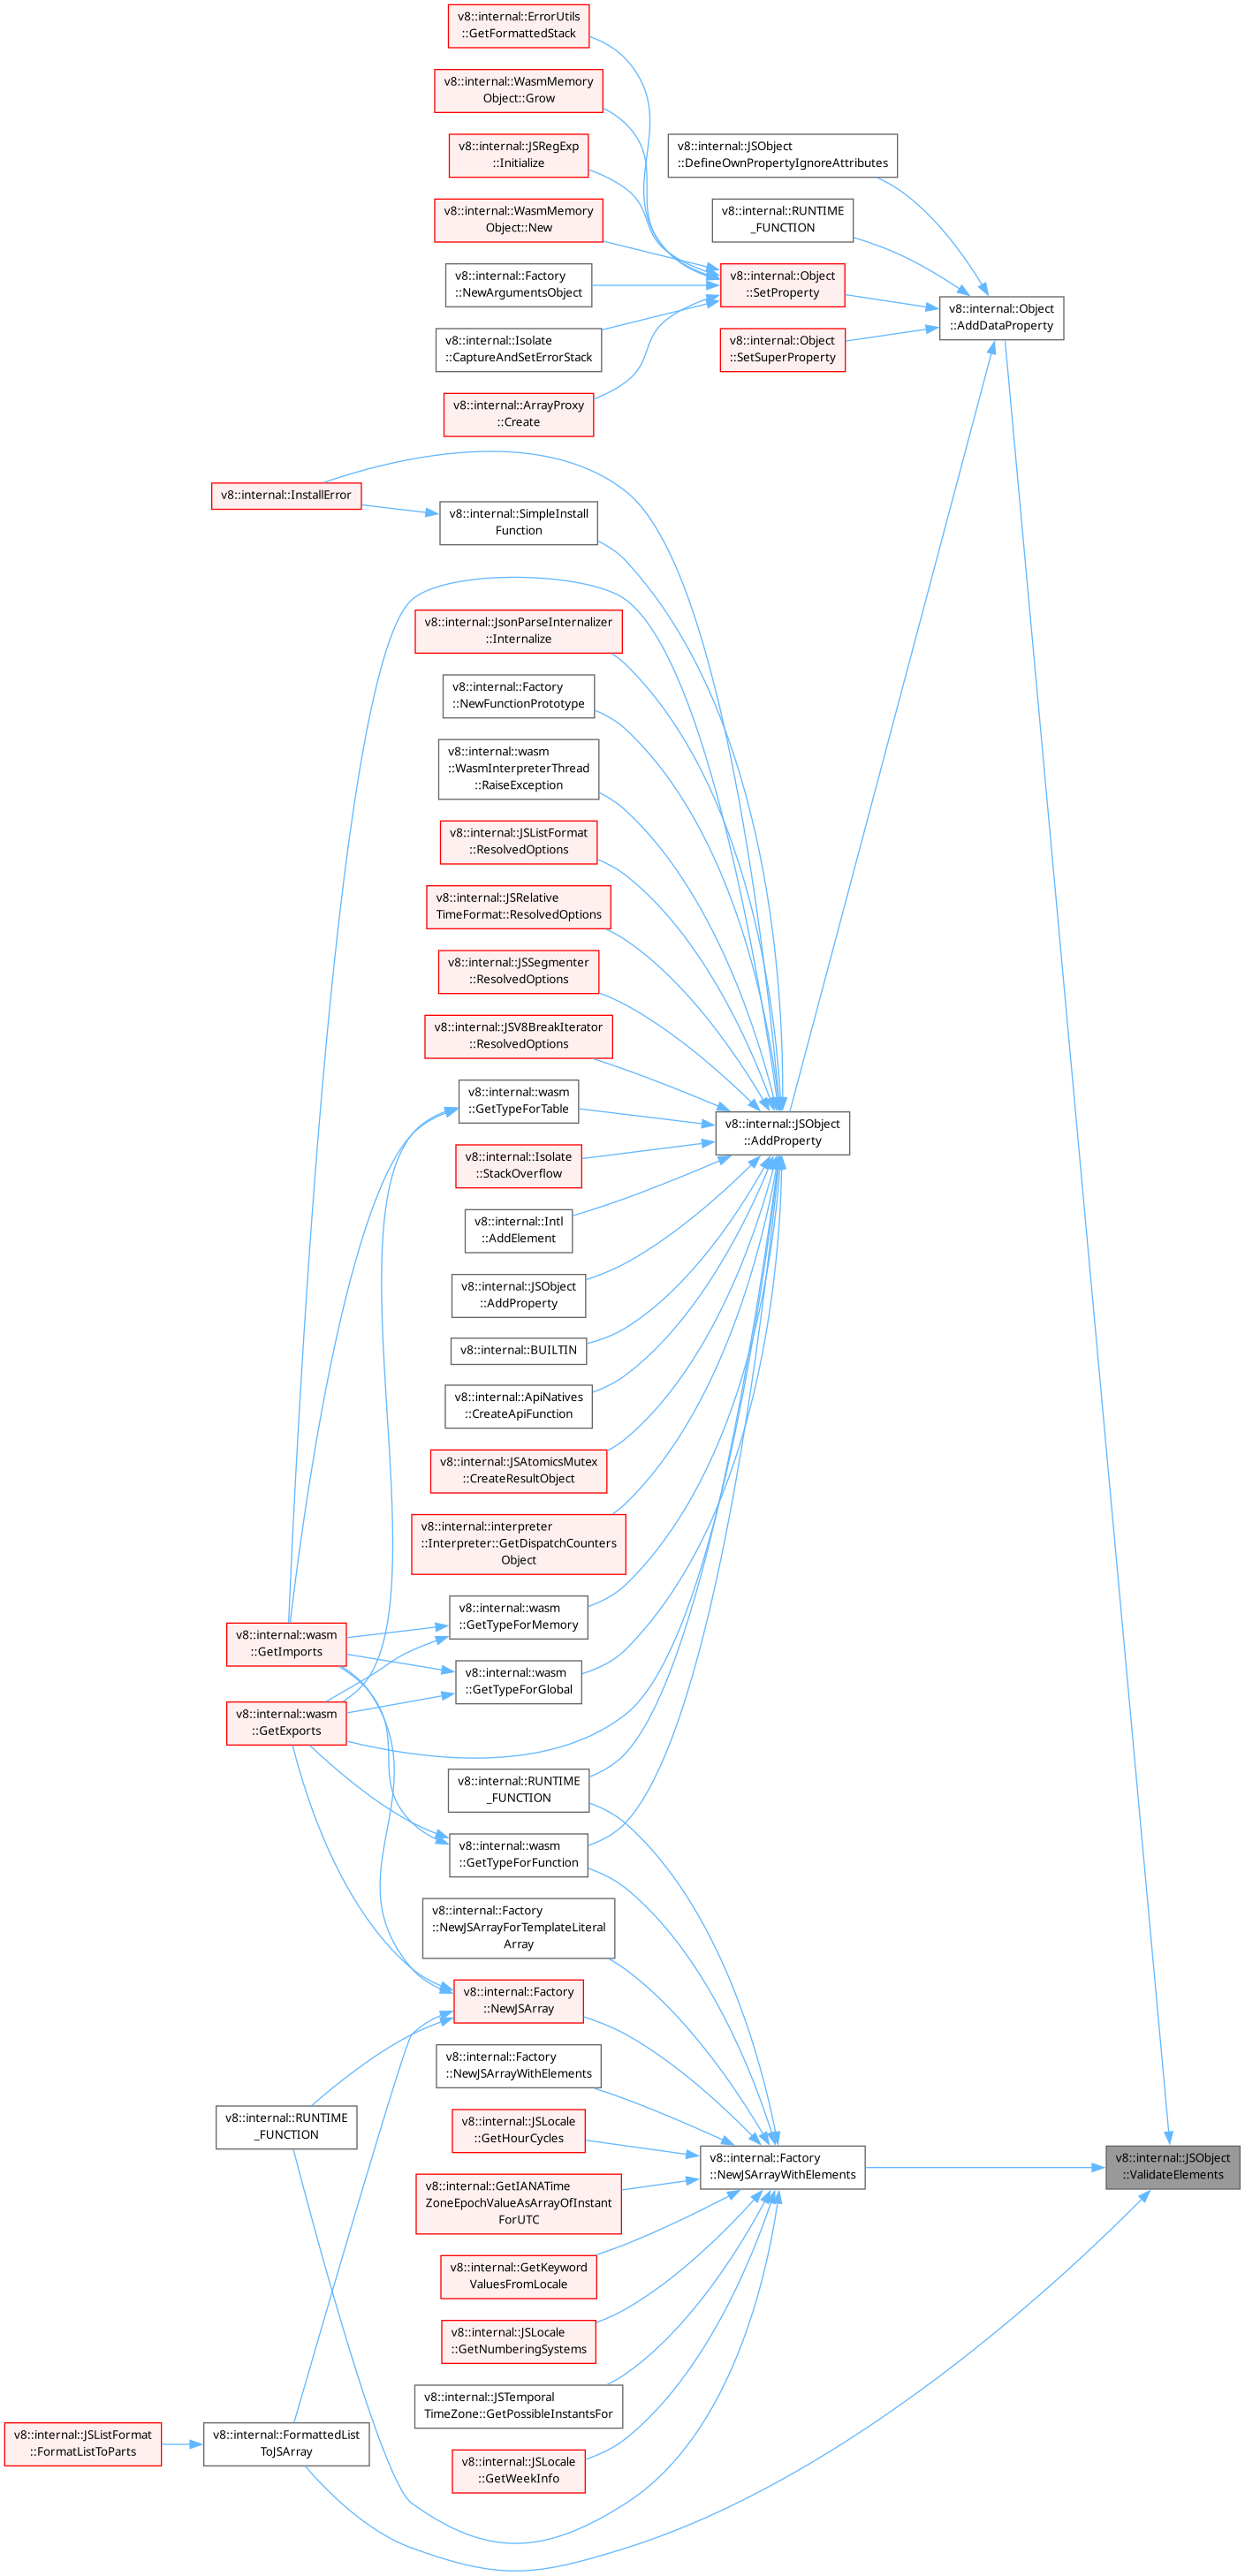 v8::internal::ErrorUtils
::GetFormattedStack
v8::internal::WasmMemory
Object::Grow
v8::internal::JSRegExp
::Initialize
v8::internal::WasmMemory
Object::New
v8::internal::Factory
::NewArgumentsObject
v8::internal::Isolate
::CaptureAndSetErrorStack
v8::internal::ArrayProxy
::Create
v8::internal::JSObject
::DefineOwnPropertyIgnoreAttributes
v8::internal::RUNTIME
_FUNCTION
v8::internal::Object
::SetProperty
v8::internal::Object
::SetSuperProperty
v8::internal::Object
::AddDataProperty
v8::internal::InstallError
v8::internal::SimpleInstall
Function
v8::internal::JsonParseInternalizer
::Internalize
v8::internal::Factory
::NewFunctionPrototype
v8::internal::wasm
::WasmInterpreterThread
::RaiseException
v8::internal::JSListFormat
::ResolvedOptions
v8::internal::JSRelative
TimeFormat::ResolvedOptions
v8::internal::JSSegmenter
::ResolvedOptions
v8::internal::JSV8BreakIterator
::ResolvedOptions
v8::internal::wasm
::GetTypeForTable
v8::internal::JSObject
::AddProperty
v8::internal::Isolate
::StackOverflow
v8::internal::Intl
::AddElement
v8::internal::JSObject
::AddProperty
v8::internal::BUILTIN
v8::internal::ApiNatives
::CreateApiFunction
v8::internal::JSAtomicsMutex
::CreateResultObject
v8::internal::interpreter
::Interpreter::GetDispatchCounters
Object
v8::internal::wasm
::GetTypeForMemory
v8::internal::wasm
::GetImports
v8::internal::wasm
::GetTypeForGlobal
v8::internal::wasm
::GetExports
v8::internal::RUNTIME
_FUNCTION
v8::internal::wasm
::GetTypeForFunction
v8::internal::Factory
::NewJSArrayForTemplateLiteral
Array
v8::internal::Factory
::NewJSArray
v8::internal::Factory
::NewJSArrayWithElements
v8::internal::RUNTIME
_FUNCTION
v8::internal::JSLocale
::GetHourCycles
v8::internal::Factory
::NewJSArrayWithElements
v8::internal::JSObject
::ValidateElements
v8::internal::GetIANATime
ZoneEpochValueAsArrayOfInstant
ForUTC
v8::internal::GetKeyword
ValuesFromLocale
v8::internal::JSLocale
::GetNumberingSystems
v8::internal::JSTemporal
TimeZone::GetPossibleInstantsFor
v8::internal::JSListFormat
::FormatListToParts
v8::internal::FormattedList
ToJSArray
v8::internal::JSLocale
::GetWeekInfo